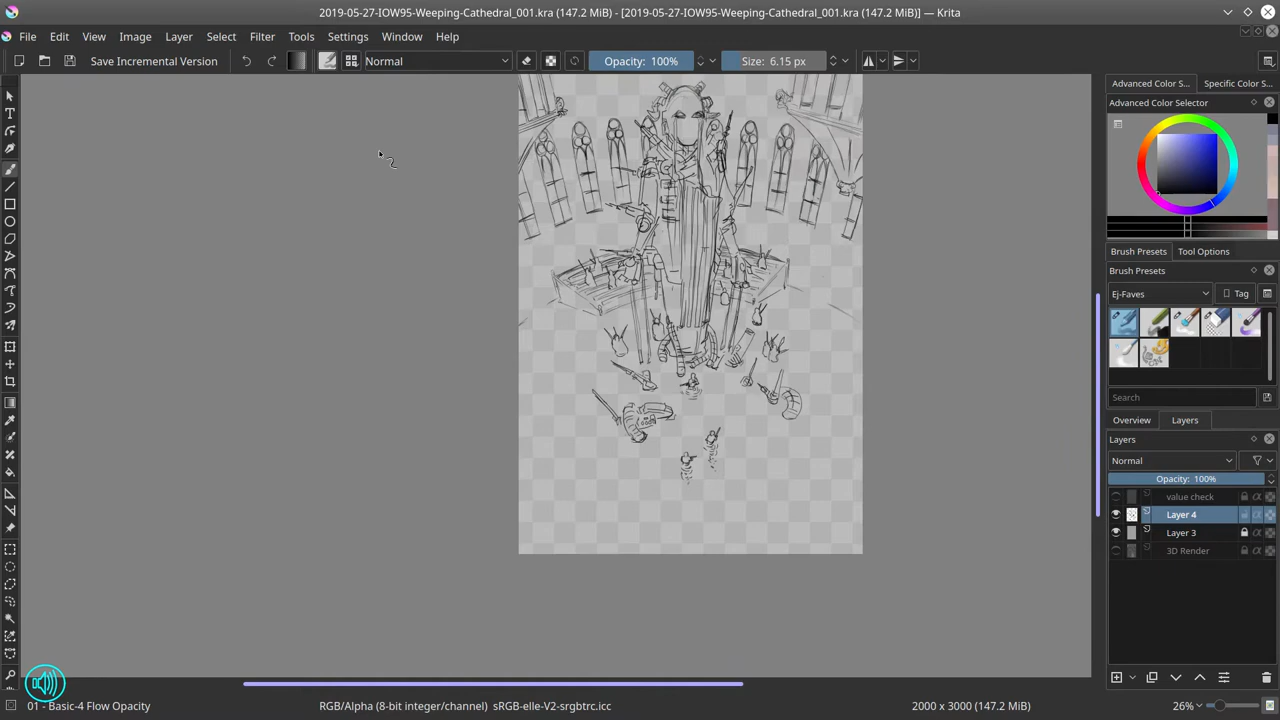 2019-05-27-IOW95-Weeping-Cathedral_001.kra (147.2 MiB) - [2019-05-27-IOW95-Weeping-Cathedral_001.kra (147.2 MiB)] — Krita
File Edit View Image Layer Select Filter Tools Settings Window Help
Save Incremental Version Normal Opacity: 100% Size: 6.15 px
Advanced Color S... Specific Color S...
Advanced Color Selector
Brush Presets Tool Options
Brush Presets
Ej-Faves Tag
Search
Overview Layers
Layers
Normal
Opacity: 100%
value check
Layer 4
Layer 3
3D Render
01 - Basic-4 Flow Opacity RGB/Alpha (8-bit integer/channel) sRGB-elle-V2-srgbtrc.icc 2000 x 3000 (147.2 MiB) 26%